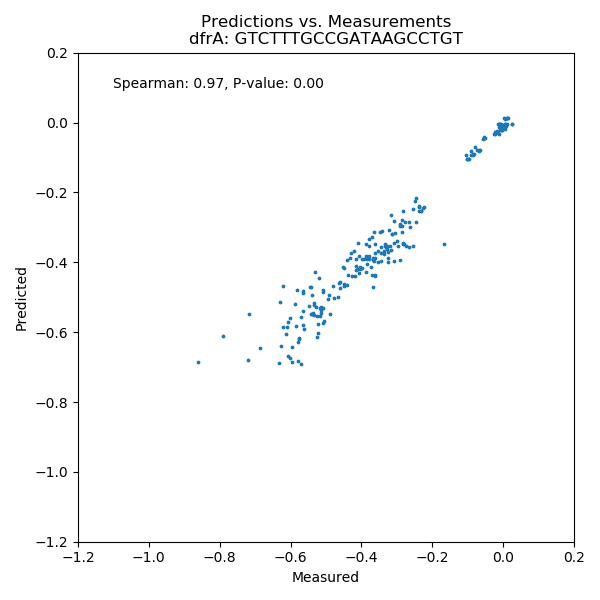 Predictions vs. Measurements
dfrA: GTCTTTGCCGATAAGCCTGT
Spearman: 0.97, P-value: 0.00
0.2
0.0
−0.2
−0.4
−0.6
−0.8
−1.0
−1.2
Predicted
−1.2 −1.0 −0.8 −0.6 −0.4 −0.2 0.0 0.2
Measured